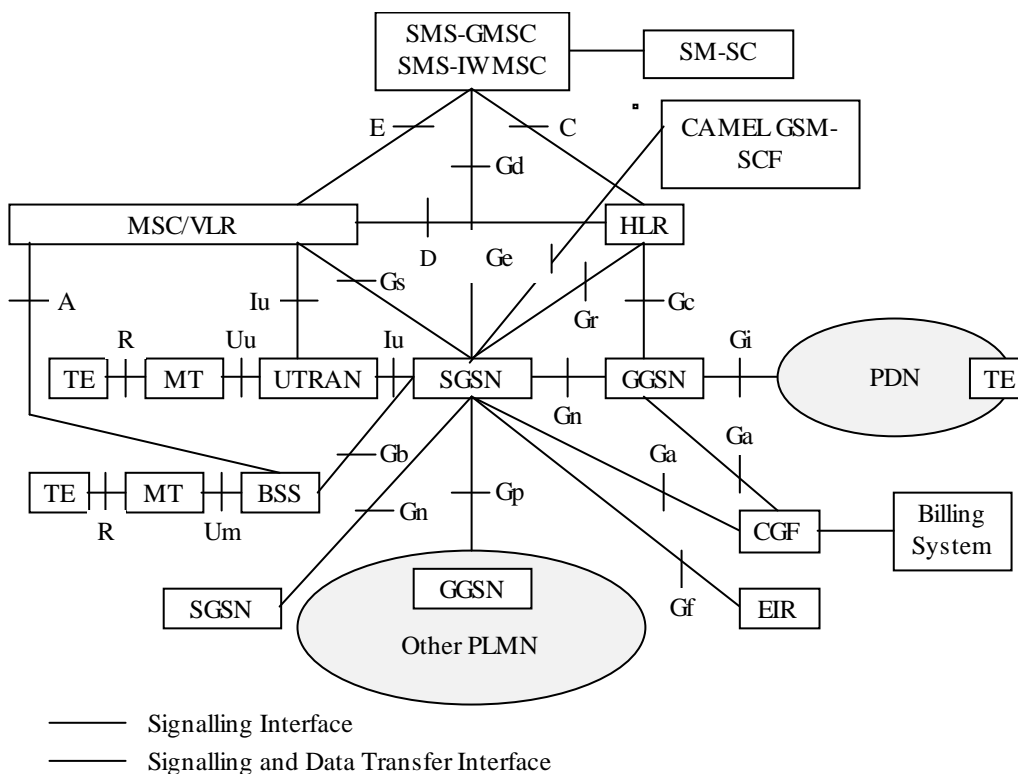 SMS-GMSC
SMS-IWMSC
SM-SC
E
C
CAMEL GSM-
SCF
Gd
MSC/VLR
HLR
D
Ge
A
Iu
Gs
Gr
Gc
R
Uu
Iu
Gi
TE
MT
UTRAN
SGSN
GGSN
PDN
TE
Gn
Ga
Gb
Ga
TE
MT
BSS
Gn
Gp
R
Um
CGF
Billing
System
SGSN
GGSN
Gf
EIR
Other PLMN
Signalling Interface
Signalling and Data Transfer Interface